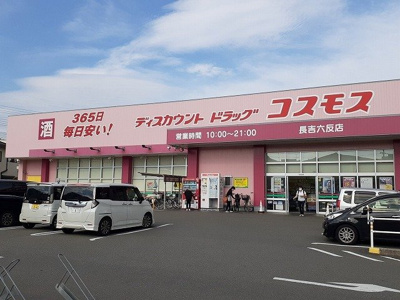 酒
365日
毎日安い!
ディスカウント ドラッグ コスモス
営業時間 10:00~21:00
長吉六反店